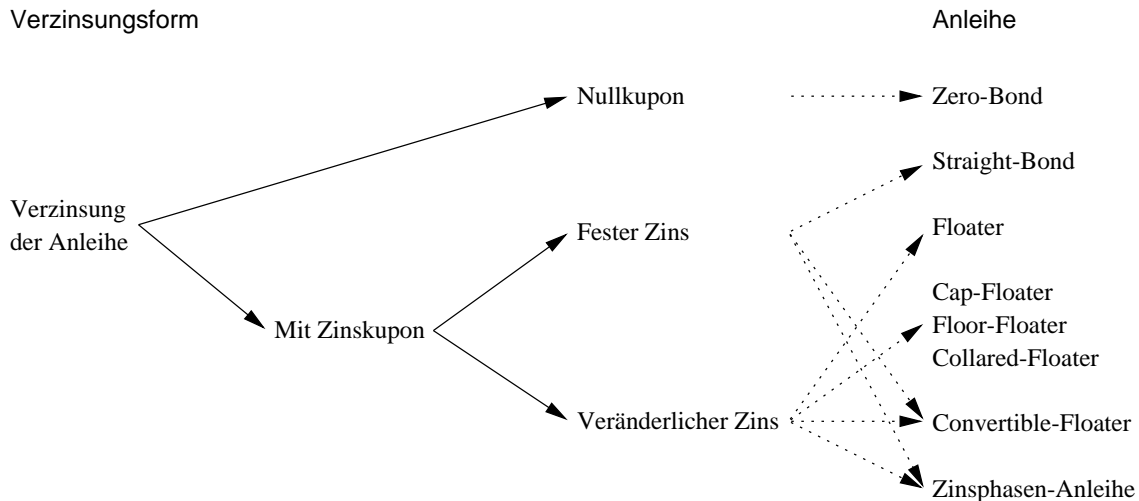 Verzinsungsform
Anleihe
Nullkupon
Zero-Bond
Straight-Bond
Verzinsung
der Anleihe
Fester Zins
Floater
Cap-Floater
Mit Zinskupon
Floor-Floater
Collared-Floater
Veränderlicher Zins
Convertible-Floater
Zinsphasen-Anleihe